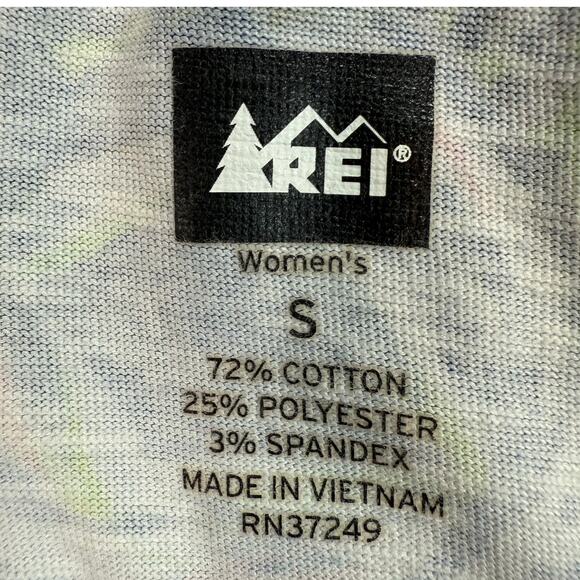 REI®
Women's
S
72% COTTON
25% POLYESTER
3% SPANDEX
MADE IN VIETNAM
RN37249